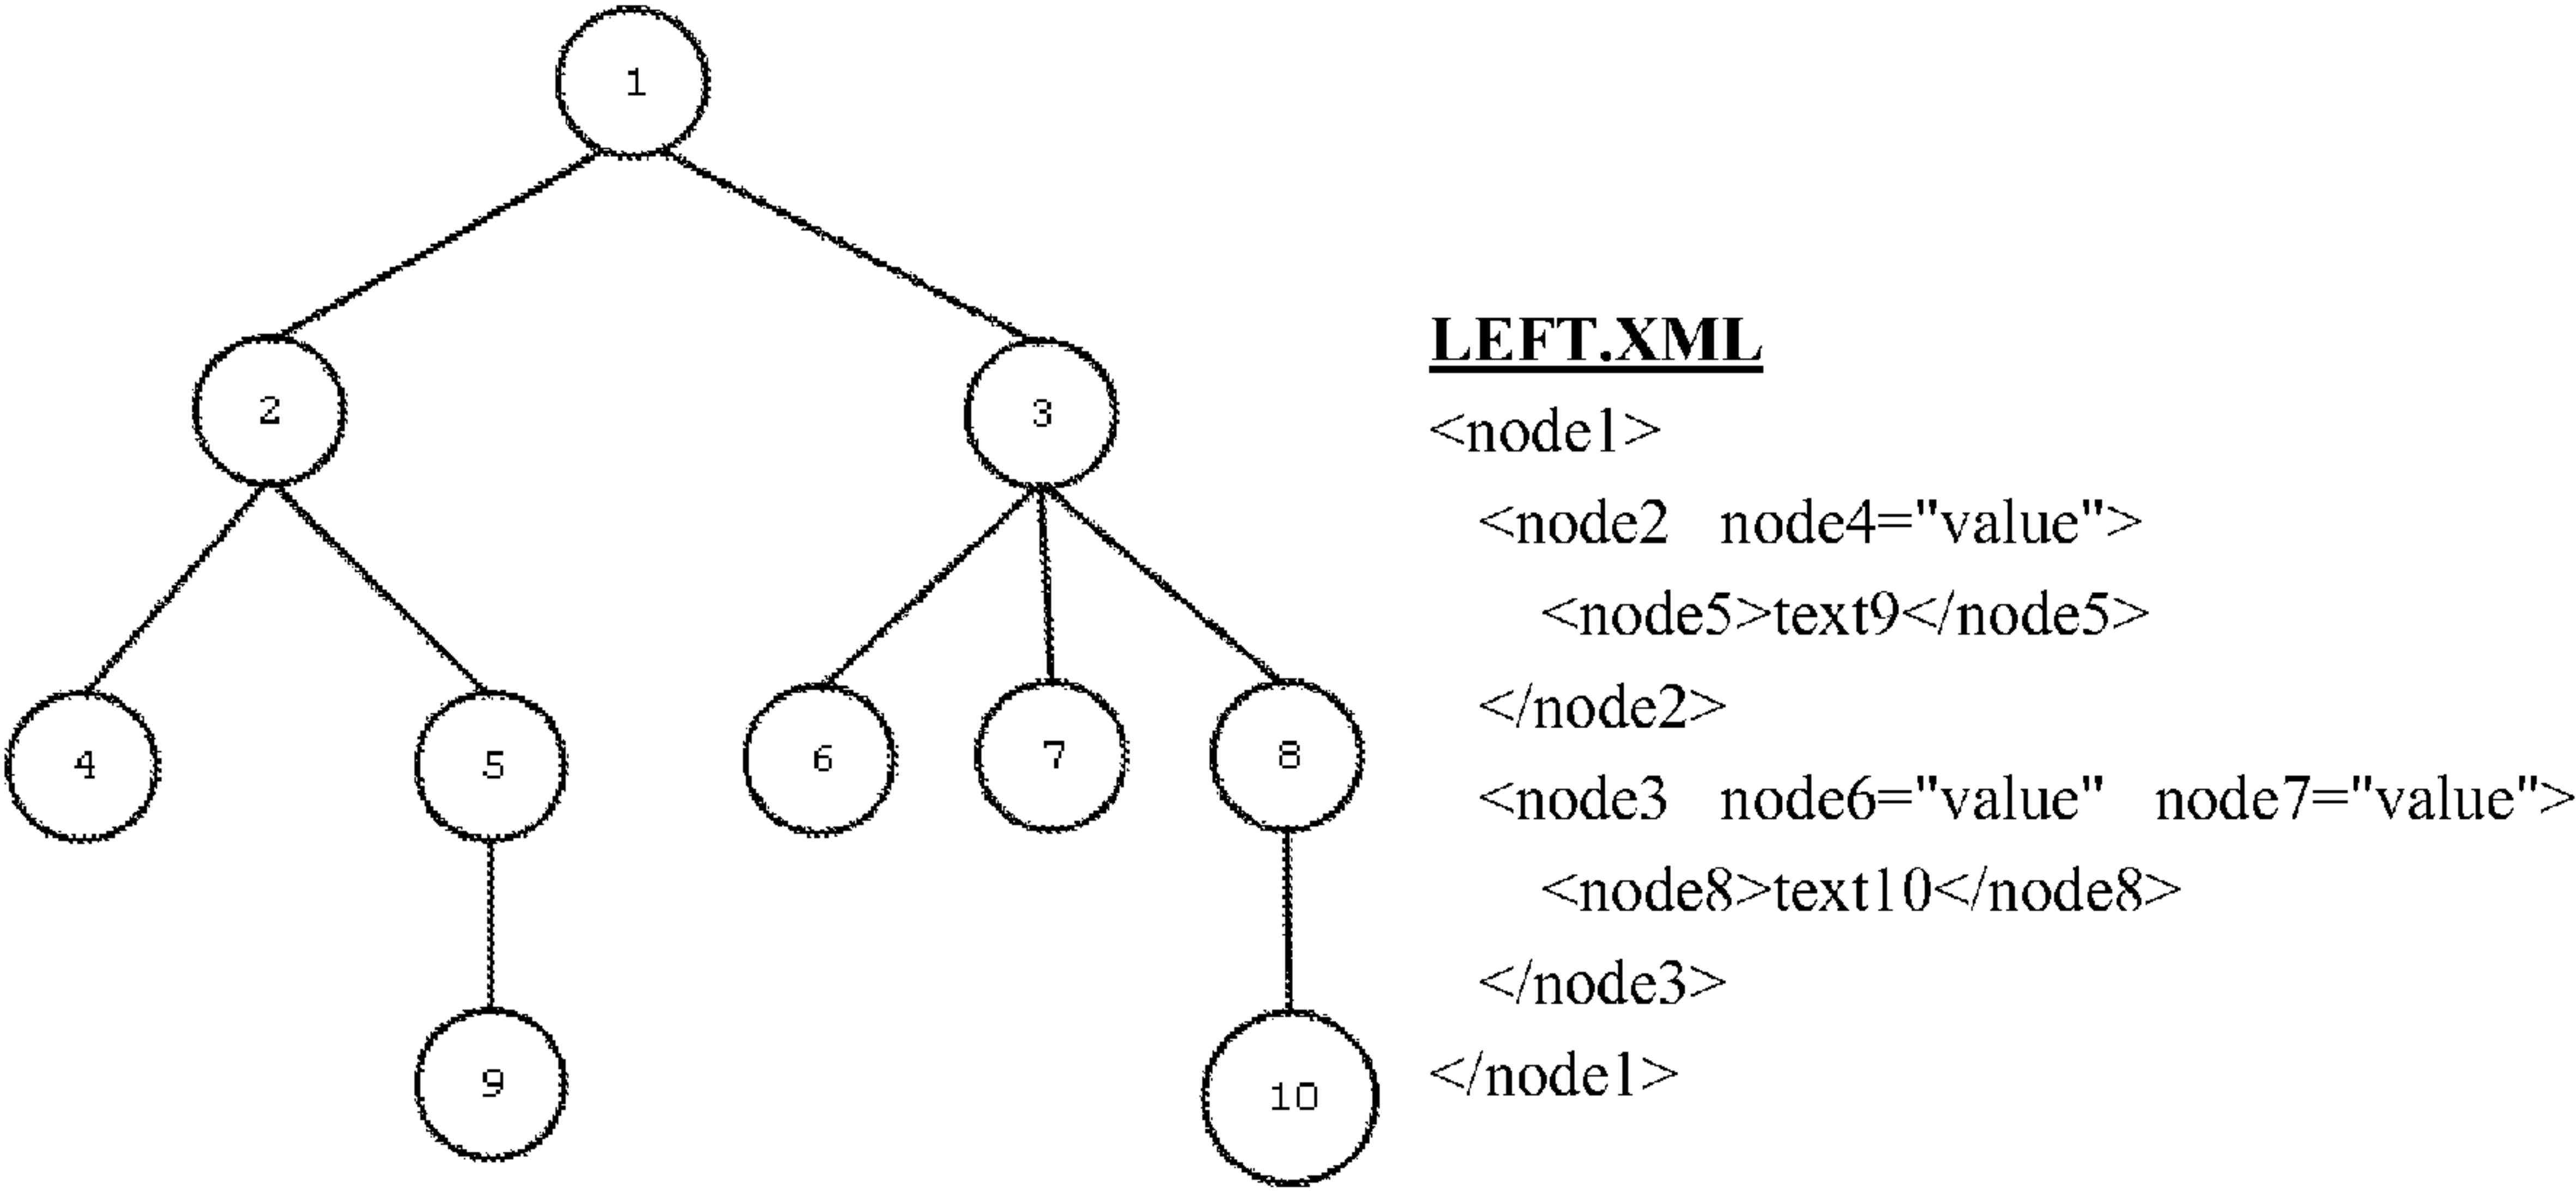 1
2
3
4
5
6
7
8
9
10
LEFT.XML
<node1>
<node2 node4="value">
<node5>text9</node5>
</node2>
<node3 node6="value" node7="value">
<node8>text10</node8>
</node3>
</node1>